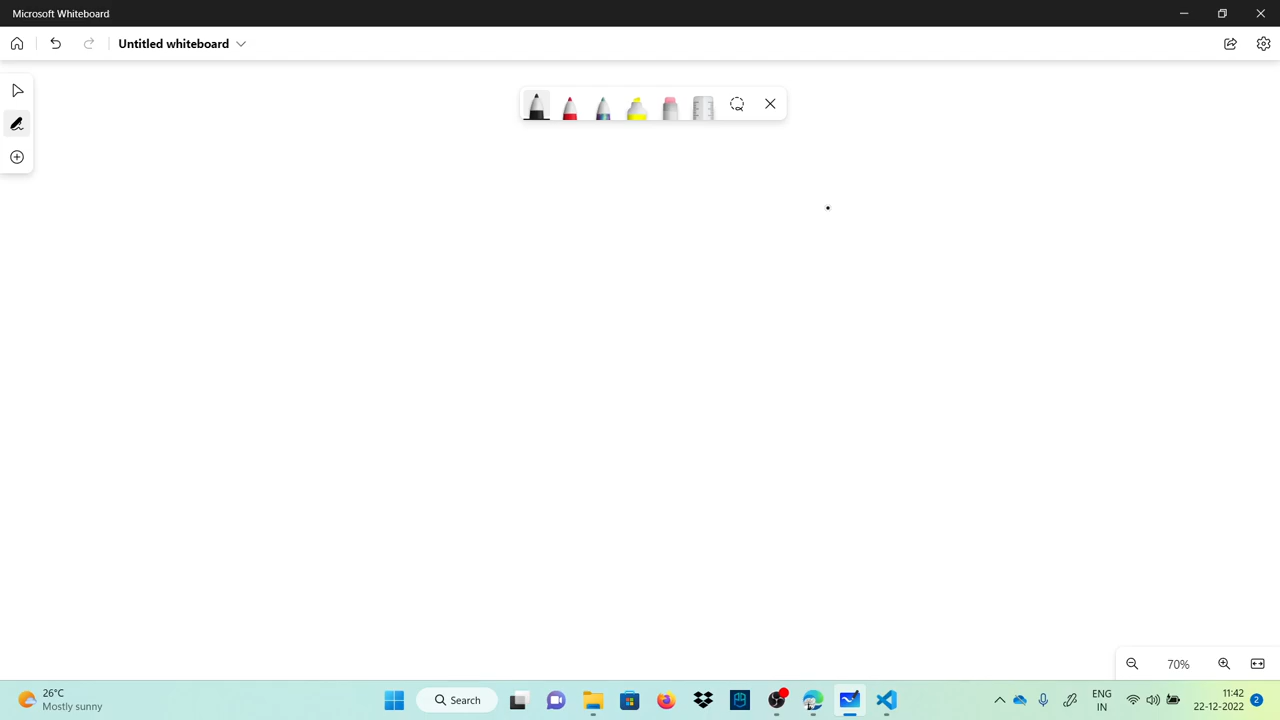 Microsoft Whiteboard
Untitled whiteboard
70%
26°C
Mostly sunny
Search
ENG
IN
11:42
22-12-2022
2